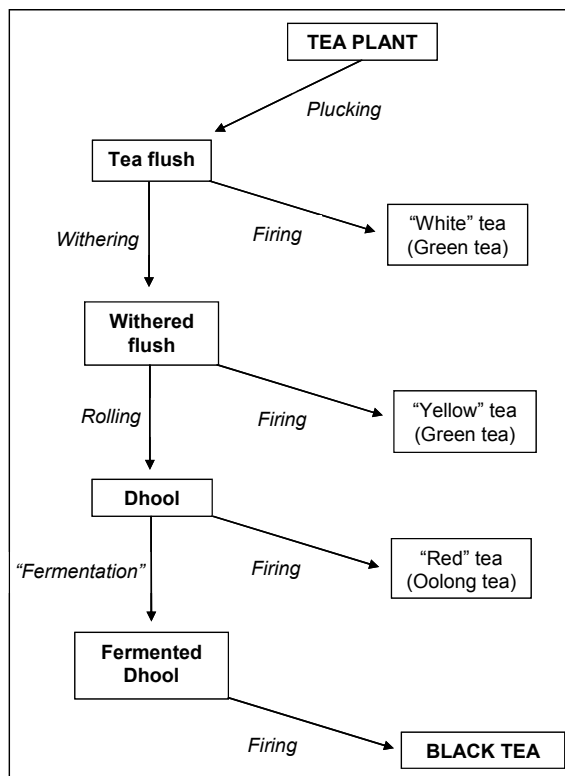 TEA PLANT
Plucking
Tea flush
Withering
Firing
“White” tea
(Green tea)
Withered
flush
Rolling
Firing
“Yellow” tea
(Green tea)
Dhool
“Fermentation”
Firing
“Red” tea
(Oolong tea)
Fermented
Dhool
Firing
BLACK TEA